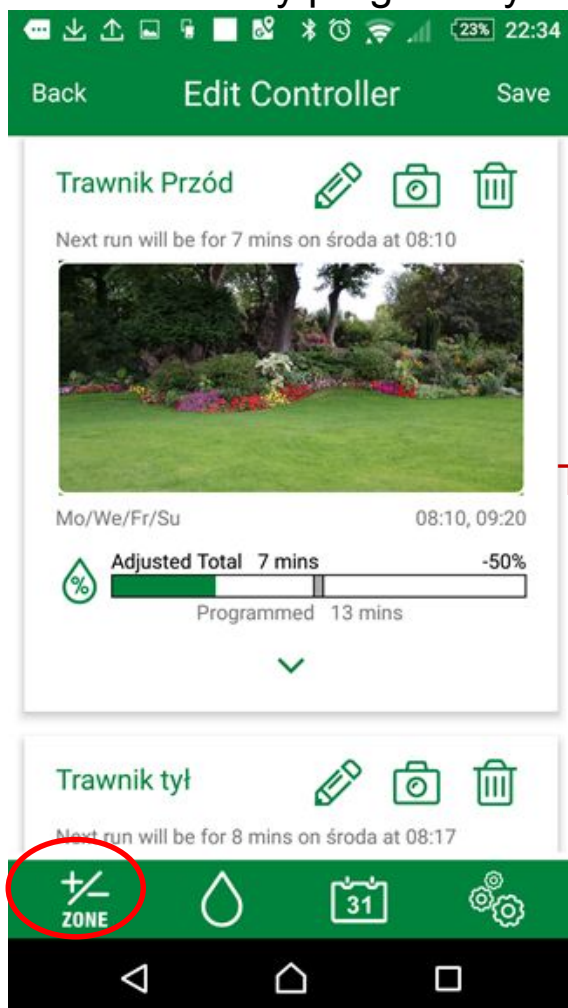 23% 22:34
Back Edit Controller Save
Trawnik Przód
Next run will be for 7 mins on środa at 08:10
Mo/We/Fr/Su 08:10, 09:20
Adjusted Total 7 mins -50%
%
Programmed 13 mins
Trawnik tył
Next run will be for 8 mins on środa at 08:17
+/-
ZONE
31